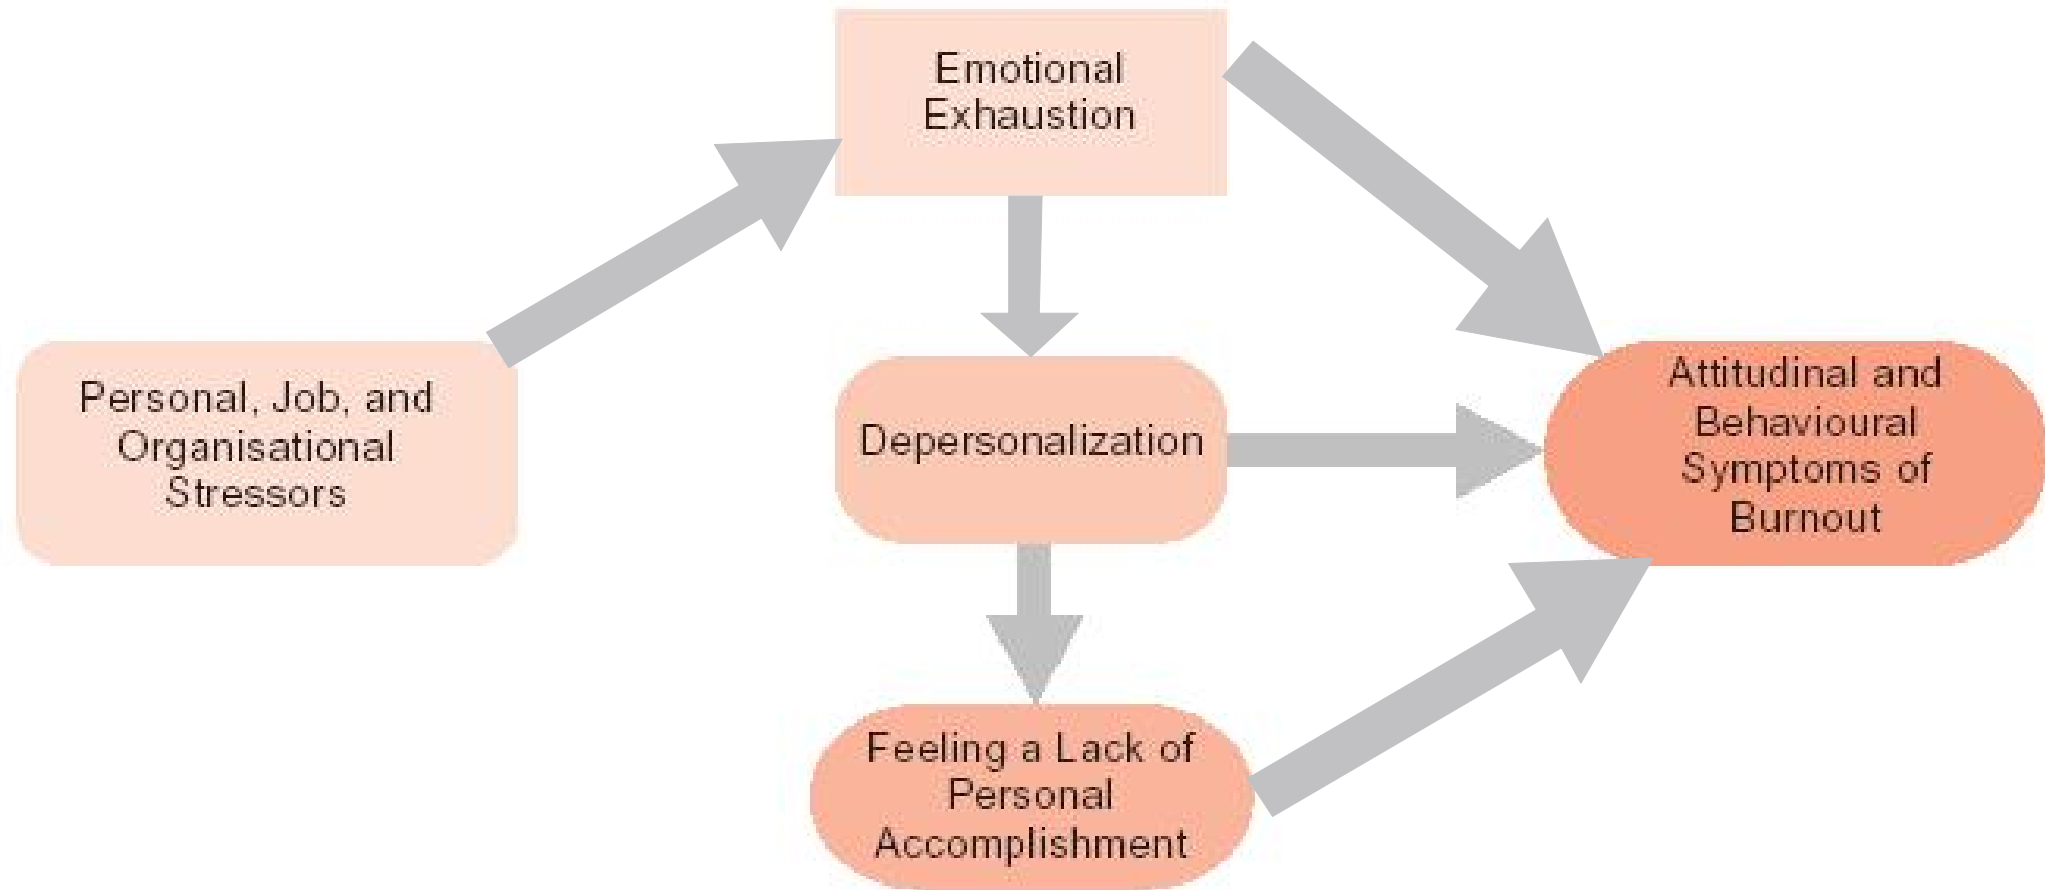 Emotional
Exhaustion
Personal, Job, and
Organisational
Stressors
Depersonalization
Attitudinal and
Behavioural
Symptoms of
Burnout
Feeling a Lack of
Personal
Accomplishment